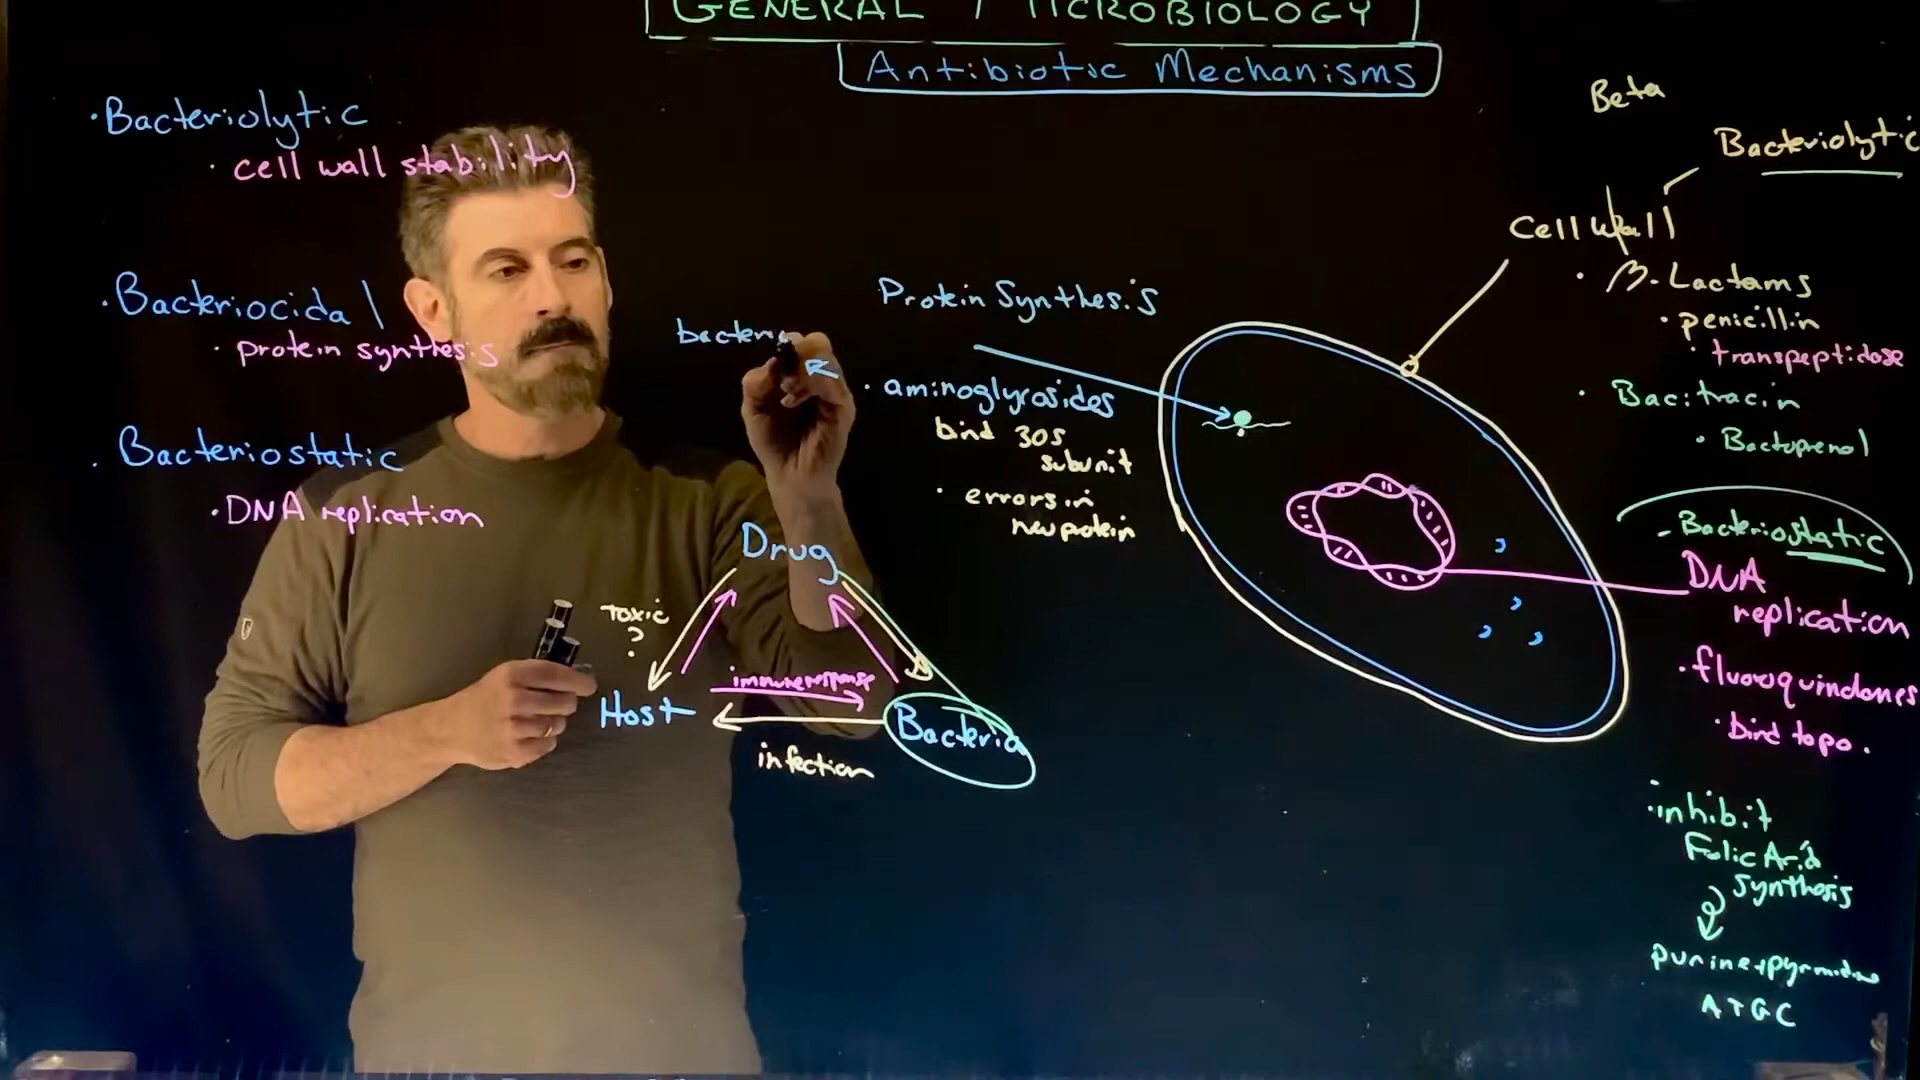 GENERAL MICROBIOLOGY
Antibiotic Mechanisms
· Bacteriolytic
· cell wall stability
· Bacteriocidal
· protein synthesis
· Bacteriostatic
· DNA replication
Drug
Toxic
?
immune response
Host
Bacteria
infection
bacteri
Protein Synthesis
· aminoglycosides
bind 30S
subunit
· errors in
new protein
Beta
Bacteriolytic
Cell Wall
· β-Lactams
· penicillin
· transpeptidase
· Bacitracin
· Bactoprenol
- Bacteriostatic
DNA
replication
· fluoroquinolones
· bind topo.
· inhibit
Folic Acid
Synthesis
purine + pyrmidine
ATGC